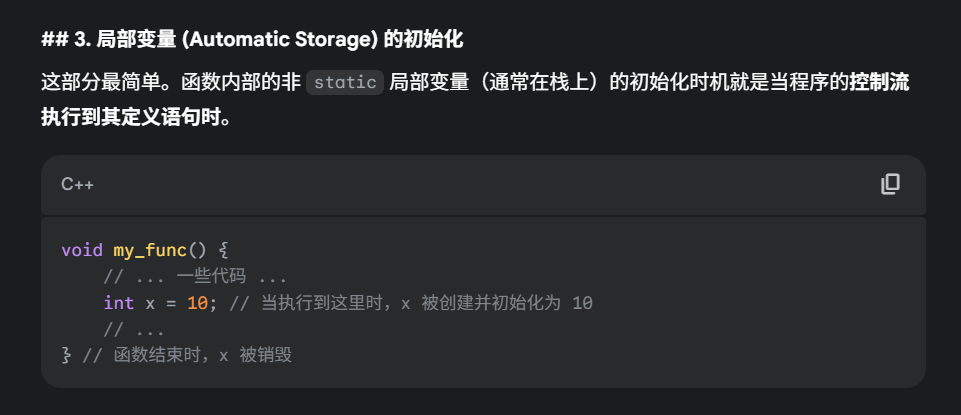 ## 3. 局部变量 (Automatic Storage) 的初始化
这部分最简单。函数内部的非 static 局部变量（通常在栈上）的初始化时机就是当程序的控制流
执行到其定义语句时。
C++
void my_func() {
    // ... 一些代码 ...
    int x = 10; // 当执行到这里时，x 被创建并初始化为 10
    // ...
} // 函数结束时，x 被销毁